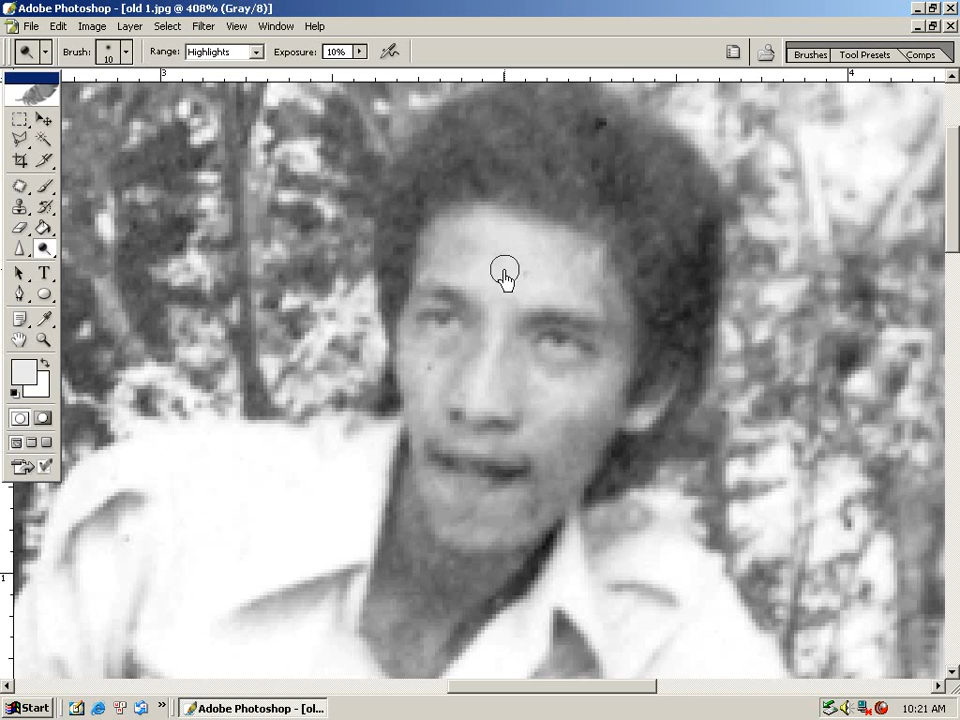 Adobe Photoshop - [old 1.jpg @ 408% (Gray/8)]
File Edit Image Layer Select Filter View Window Help
Brush: 10 Range: Highlights Exposure: 10% Brushes Tool Presets Comps
3 4
T
1
Start » Adobe Photoshop - [ol... 10:21 AM